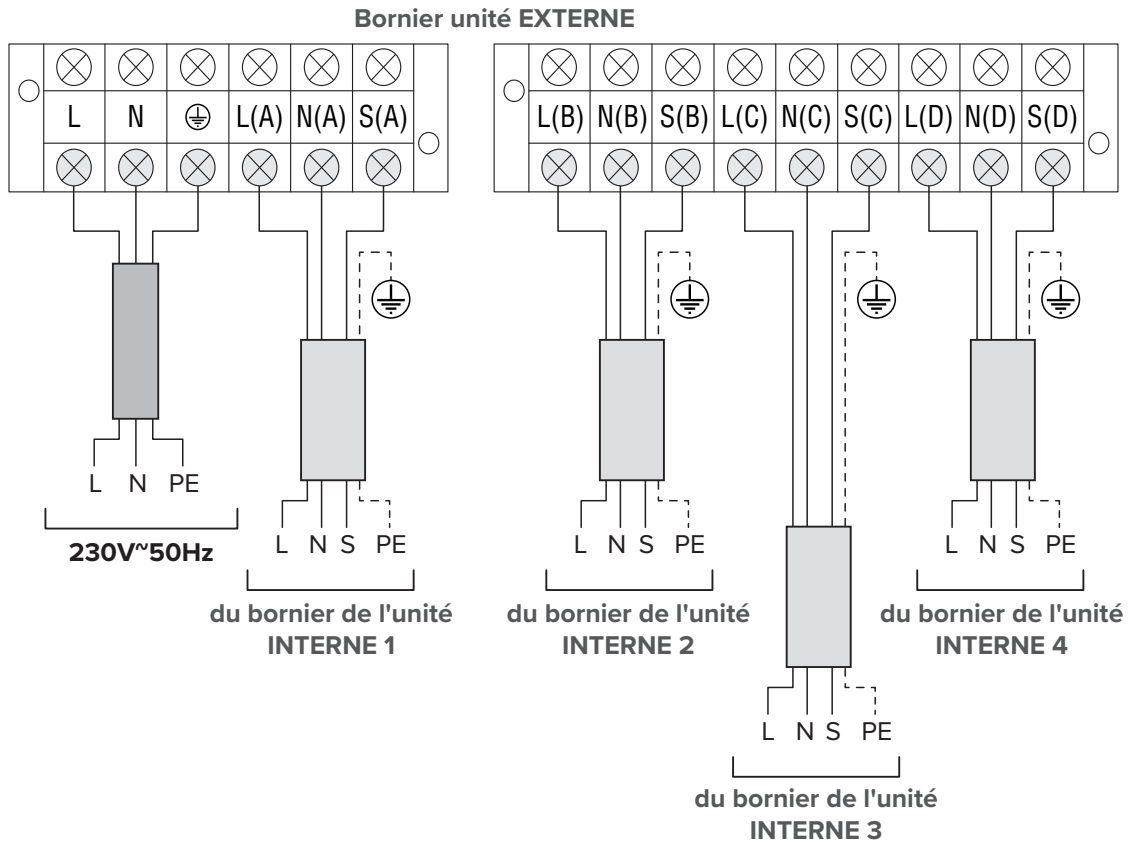 Bornier unité EXTERNE
L N L(A) N(A) S(A)
L(B) N(B) S(B) L(C) N(C) S(C) L(D) N(D) S(D)
L N PE
230V~50Hz
L N S PE
du bornier de l'unité
INTERNE 1
L N S PE
du bornier de l'unité
INTERNE 2
L N S PE
du bornier de l'unité
INTERNE 3
L N S PE
du bornier de l'unité
INTERNE 4